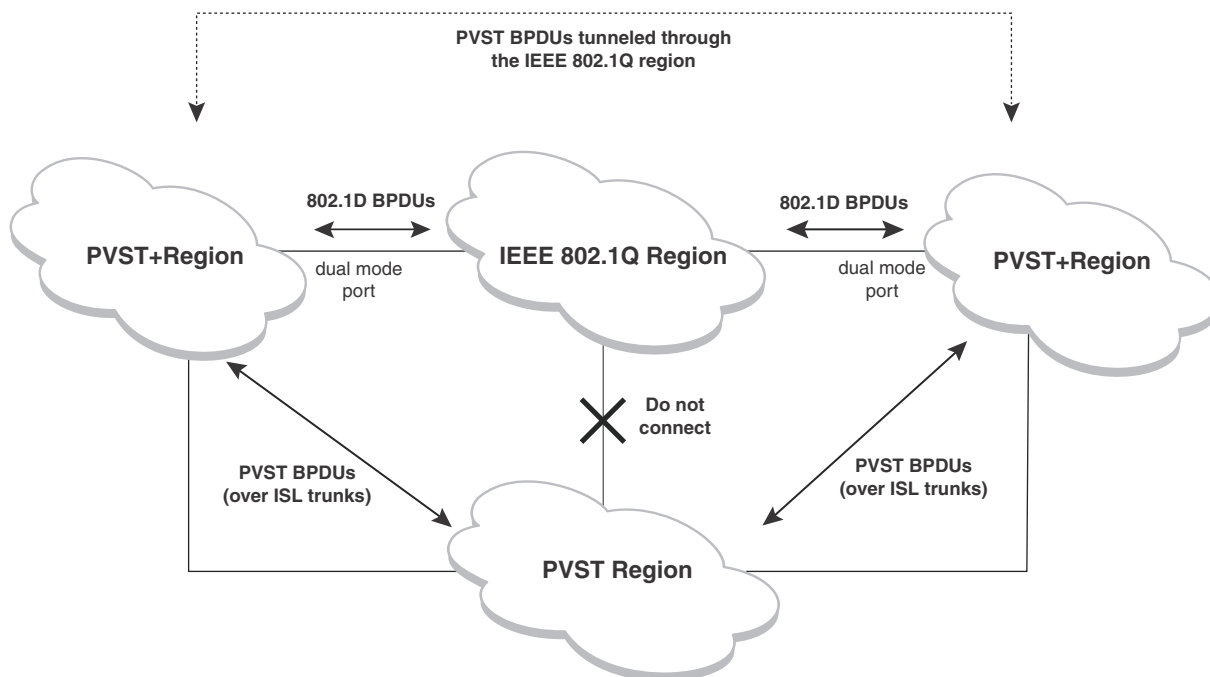 PVST BPDUs tunneled through
the IEEE 802.1Q region
802.1D BPDUs
802.1D BPDUs
PVST+Region
IEEE 802.1Q Region
PVST+Region
dual mode
port
dual mode
port
Do not
connect
PVST BPDUs
(over ISL trunks)
PVST BPDUs
(over ISL trunks)
PVST Region